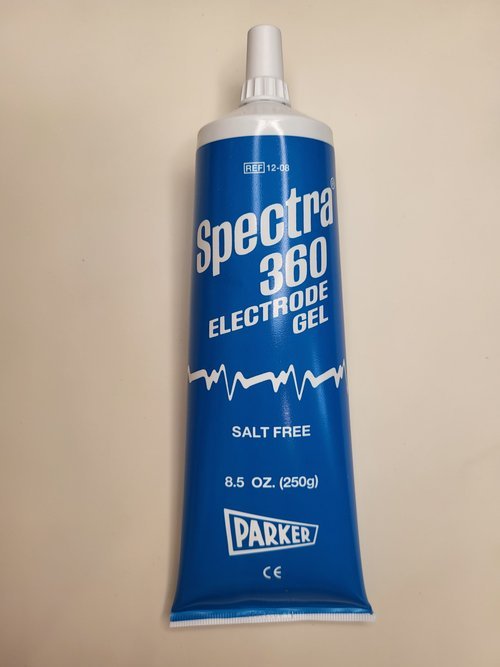 REF 12-08
Spectra®
360
ELECTRODE
GEL
SALT FREE
8.5 OZ. (250g)
PARKER
CE